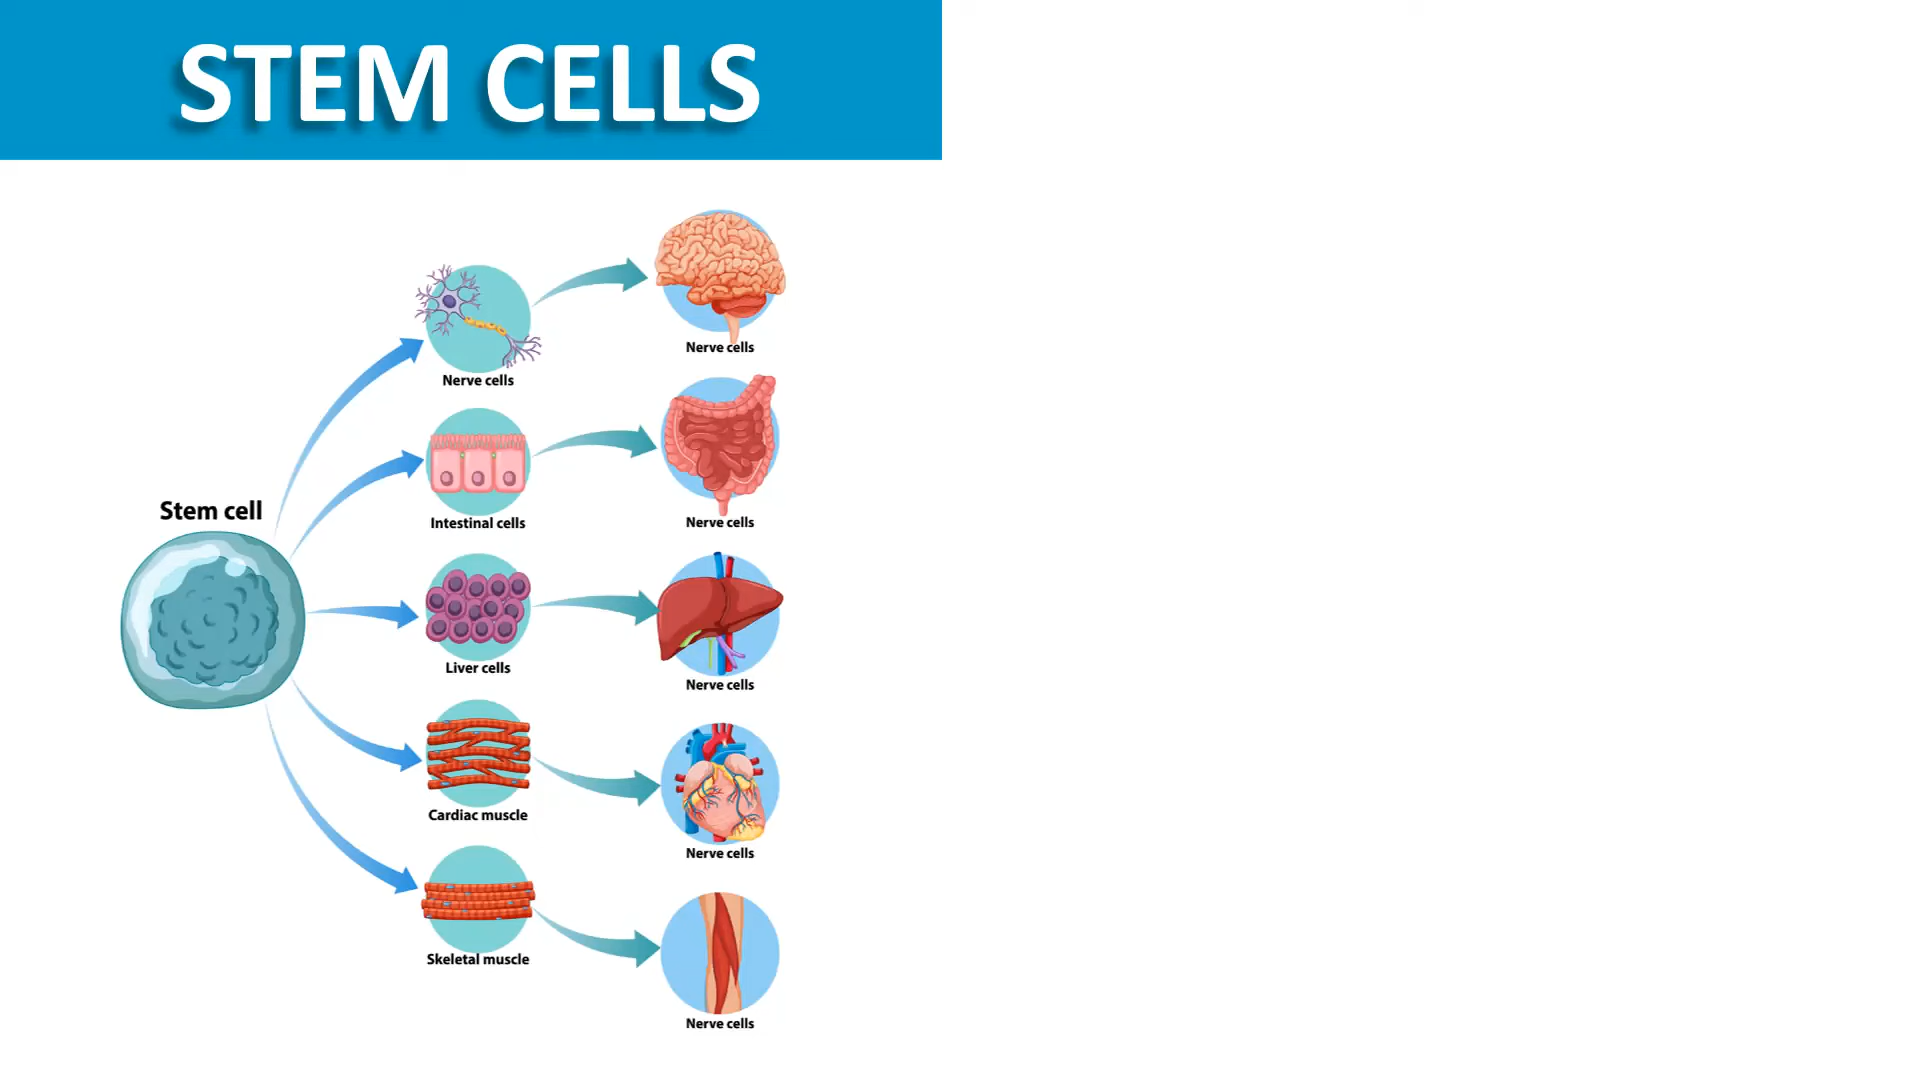 STEM CELLS
Stem cell
Nerve cells
Nerve cells
Intestinal cells
Nerve cells
Liver cells
Nerve cells
Cardiac muscle
Nerve cells
Skeletal muscle
Nerve cells